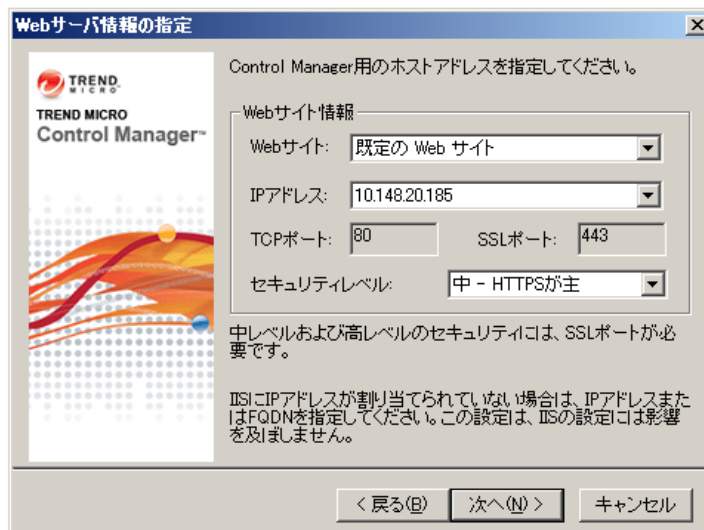 Webサーバ情報の指定
TREND
MICRO
TREND MICRO
Control Manager™
Control Manager用のホストアドレスを指定してください。
Webサイト情報
Webサイト: 既定の Web サイト
IPアドレス: 10.148.20.185
TCPポート: 80 SSLポート: 443
セキュリティレベル: 中 - HTTPSが主
中レベルおよび高レベルのセキュリティには、SSLポートが必
要です。
IISにIPアドレスが割り当てられていない場合は、IPアドレスまた
はFQDNを指定してください。この設定は、IISの設定には影響
を及ぼしません。
< 戻る(B) 次へ(N) > キャンセル